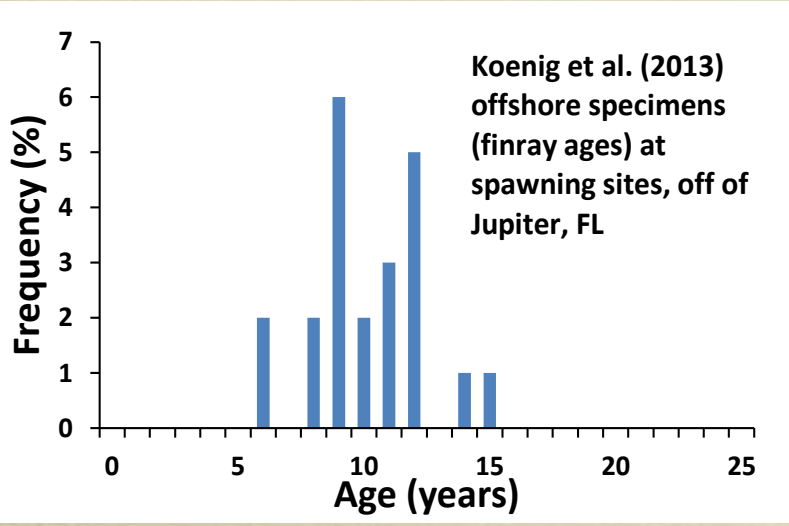 7
6
5
4
3
2
1
0
Frequency (%)
Koenig et al. (2013)
offshore specimens
(finray ages) at
spawning sites, off of
Jupiter, FL
0 5 10 15 20 25
Age (years)